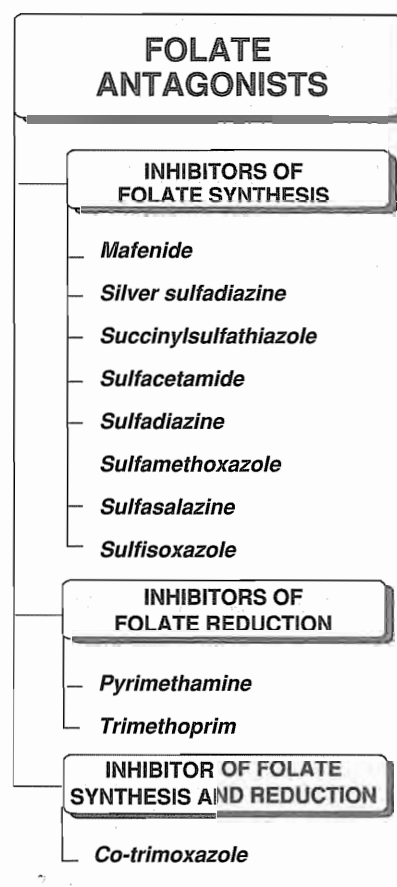 FOLATE
ANTAGONISTS
INHIBITORS OF
FOLATE SYNTHESIS
Mafenide
Silver sulfadiazine
Succinylsulfathiazole
Sulfacetamide
Sulfadiazine
Sulfamethoxazole
Sulfasalazine
Sulfisoxazole
INHIBITORS OF
FOLATE REDUCTION
Pyrimethamine
Trimethoprim
INHIBITOR OF FOLATE
SYNTHESIS AND REDUCTION
Co-trimoxazole